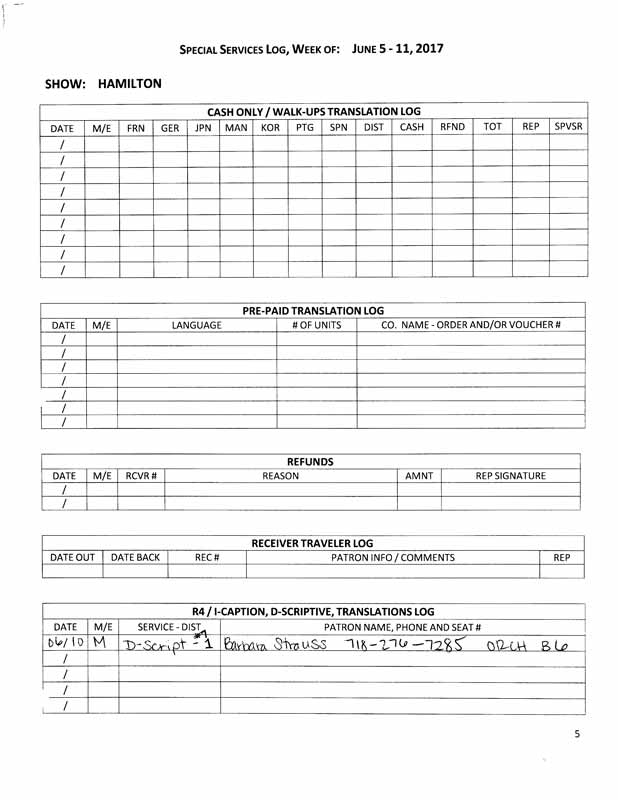 SPECIAL SERVICES LOG, WEEK OF: JUNE 5 - 11, 2017
SHOW: HAMILTON
CASH ONLY / WALK-UPS TRANSLATION LOG
DATE M/E FRN GER JPN MAN KOR PTG SPN DIST CASH RFND TOT REP SPVSR
/
/
/
/
/
/
/
/
/
PRE-PAID TRANSLATION LOG
DATE M/E LANGUAGE # OF UNITS CO. NAME - ORDER AND/OR VOUCHER #
/
/
/
/
/
/
/
REFUNDS
DATE M/E RCVR # REASON AMNT REP SIGNATURE
/
/
RECEIVER TRAVELER LOG
DATE OUT DATE BACK REC # PATRON INFO / COMMENTS REP
R4 / I-CAPTION, D-SCRIPTIVE, TRANSLATIONS LOG
DATE M/E SERVICE - DIST PATRON NAME, PHONE AND SEAT #
06/10 M D-Script - 1 Barbara Strauss 718-276-7285 ORCH B6
/
/
/
/
5